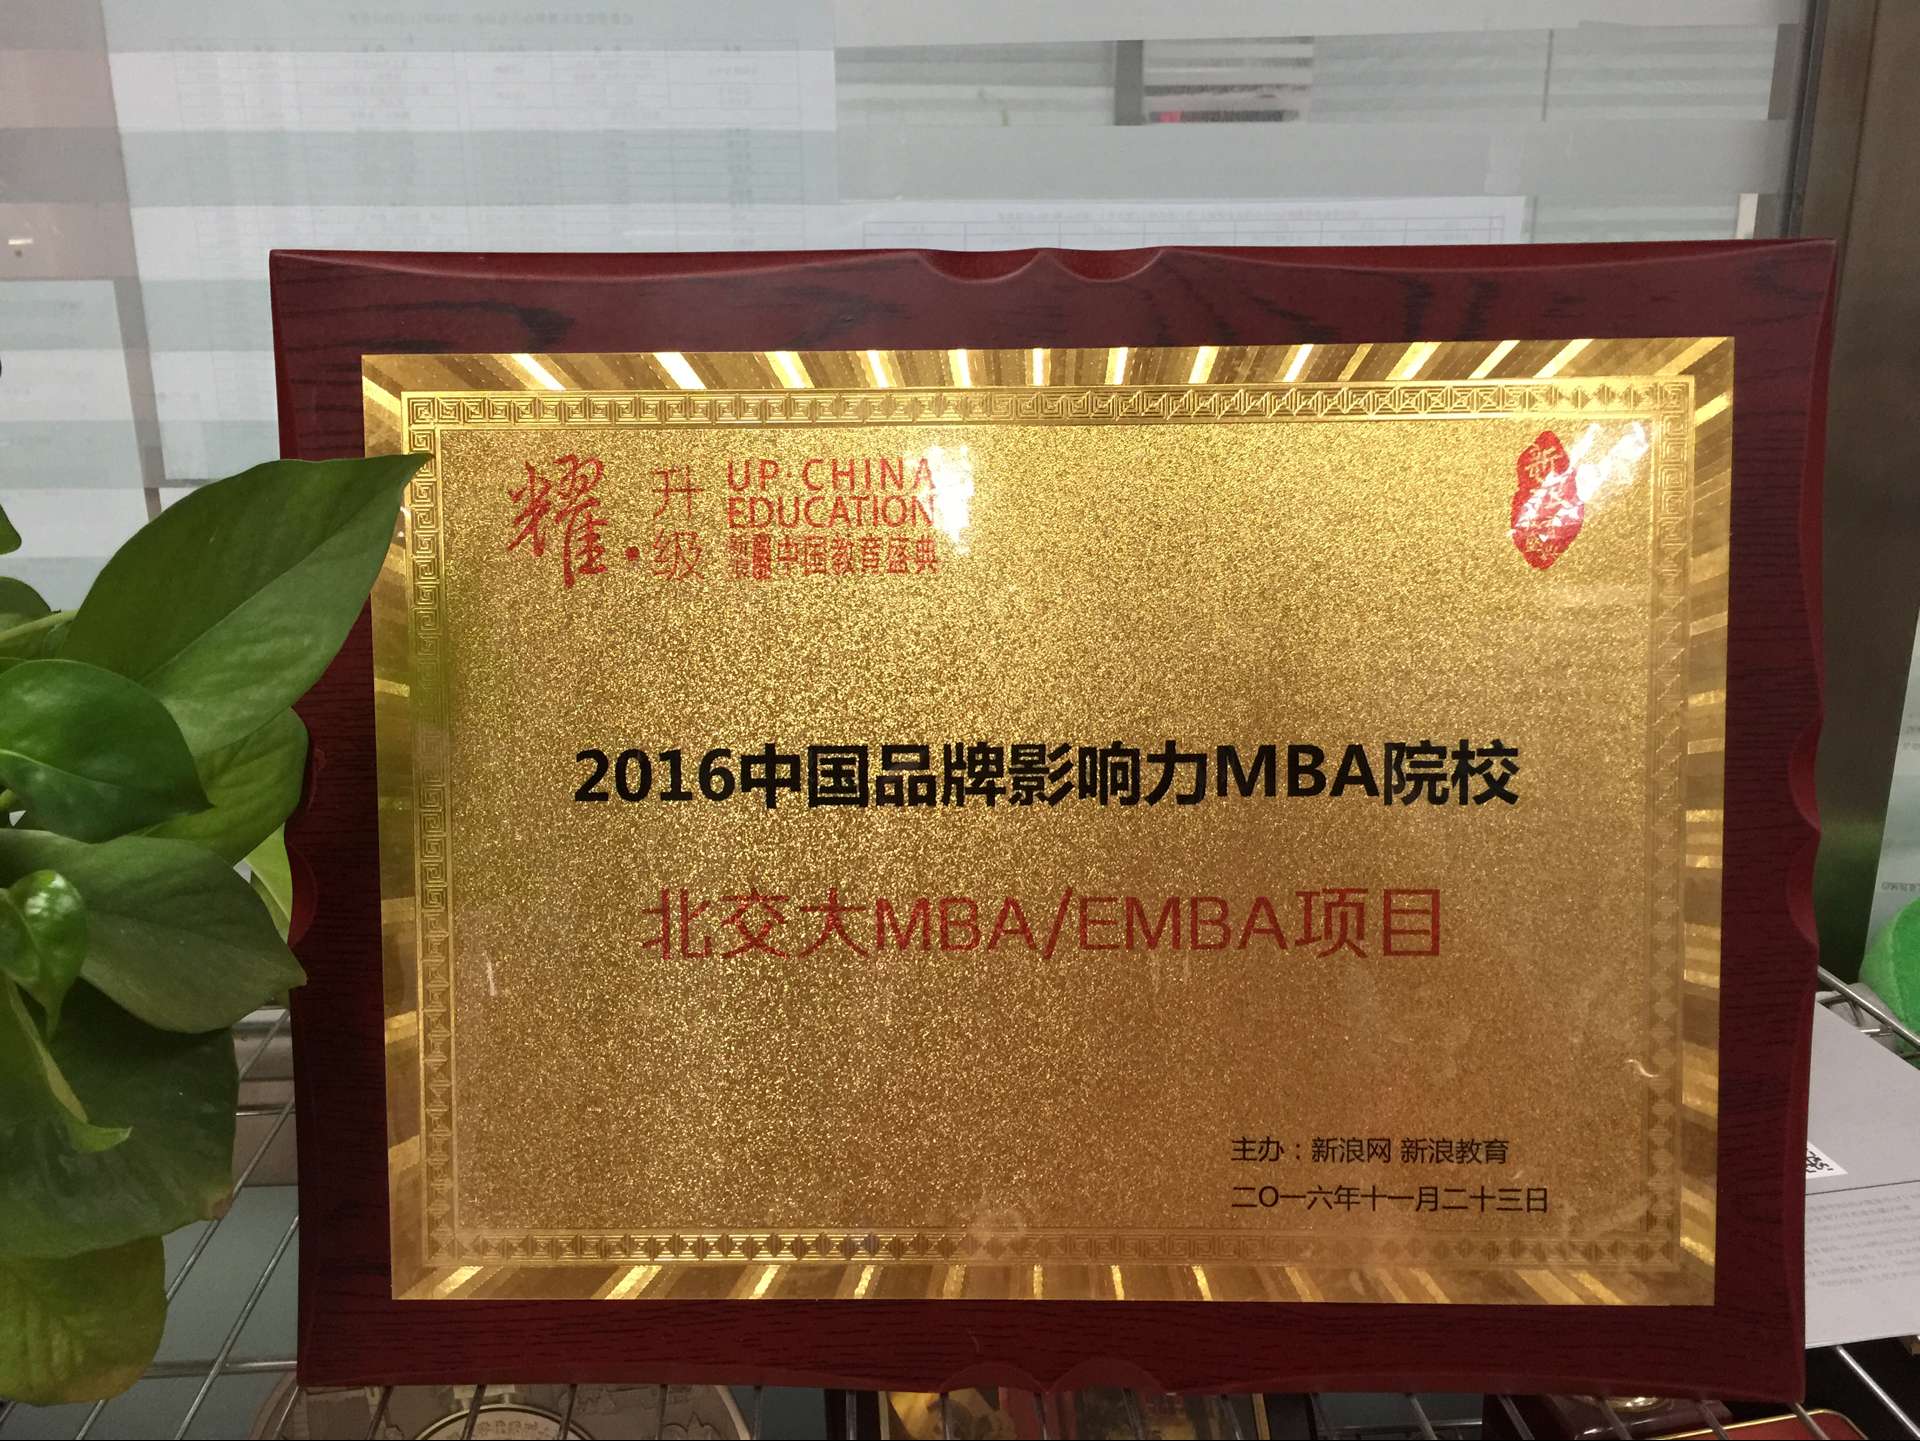 耀·升级
UP·CHINA
EDUCATION
中国教育盛典
2016中国品牌影响力MBA院校
北交大MBA/EMBA项目
主办：新浪网 新浪教育
二〇一六年十一月二十三日